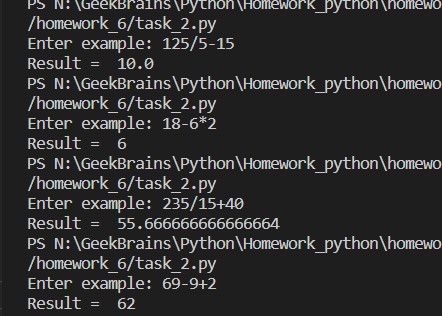 PS N:\GeekBrains\Python\Homework_python\homewo
/homework_6/task_2.py
Enter example: 125/5-15
Result =  10.0
PS N:\GeekBrains\Python\Homework_python\homewo
/homework_6/task_2.py
Enter example: 18-6*2
Result =  6
PS N:\GeekBrains\Python\Homework_python\homewo
/homework_6/task_2.py
Enter example: 235/15+40
Result =  55.666666666666664
PS N:\GeekBrains\Python\Homework_python\homewo
/homework_6/task_2.py
Enter example: 69-9+2
Result =  62